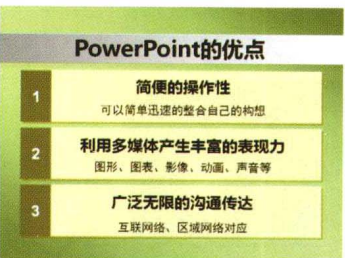 PowerPoint的优点
1
简便的操作性
可以简单迅速的整合自己的构想
2
利用多媒体产生丰富的表现力
图形、图表、影像、动画、声音等
3
广泛无限的沟通传达
互联网络、区域网络对应